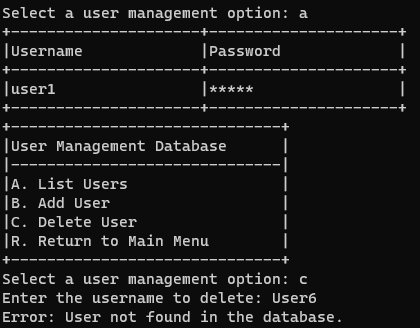 Select a user management option: a
+---------------------+---------------------+
|Username             |Password             |
+---------------------+---------------------+
|user1                |*****                |
+---------------------+---------------------+
+------------------------------+
|User Management Database      |
|------------------------------|
|A. List Users                 |
|B. Add User                   |
|C. Delete User                |
|R. Return to Main Menu        |
+------------------------------+
Select a user management option: c
Enter the username to delete: User6
Error: User not found in the database.